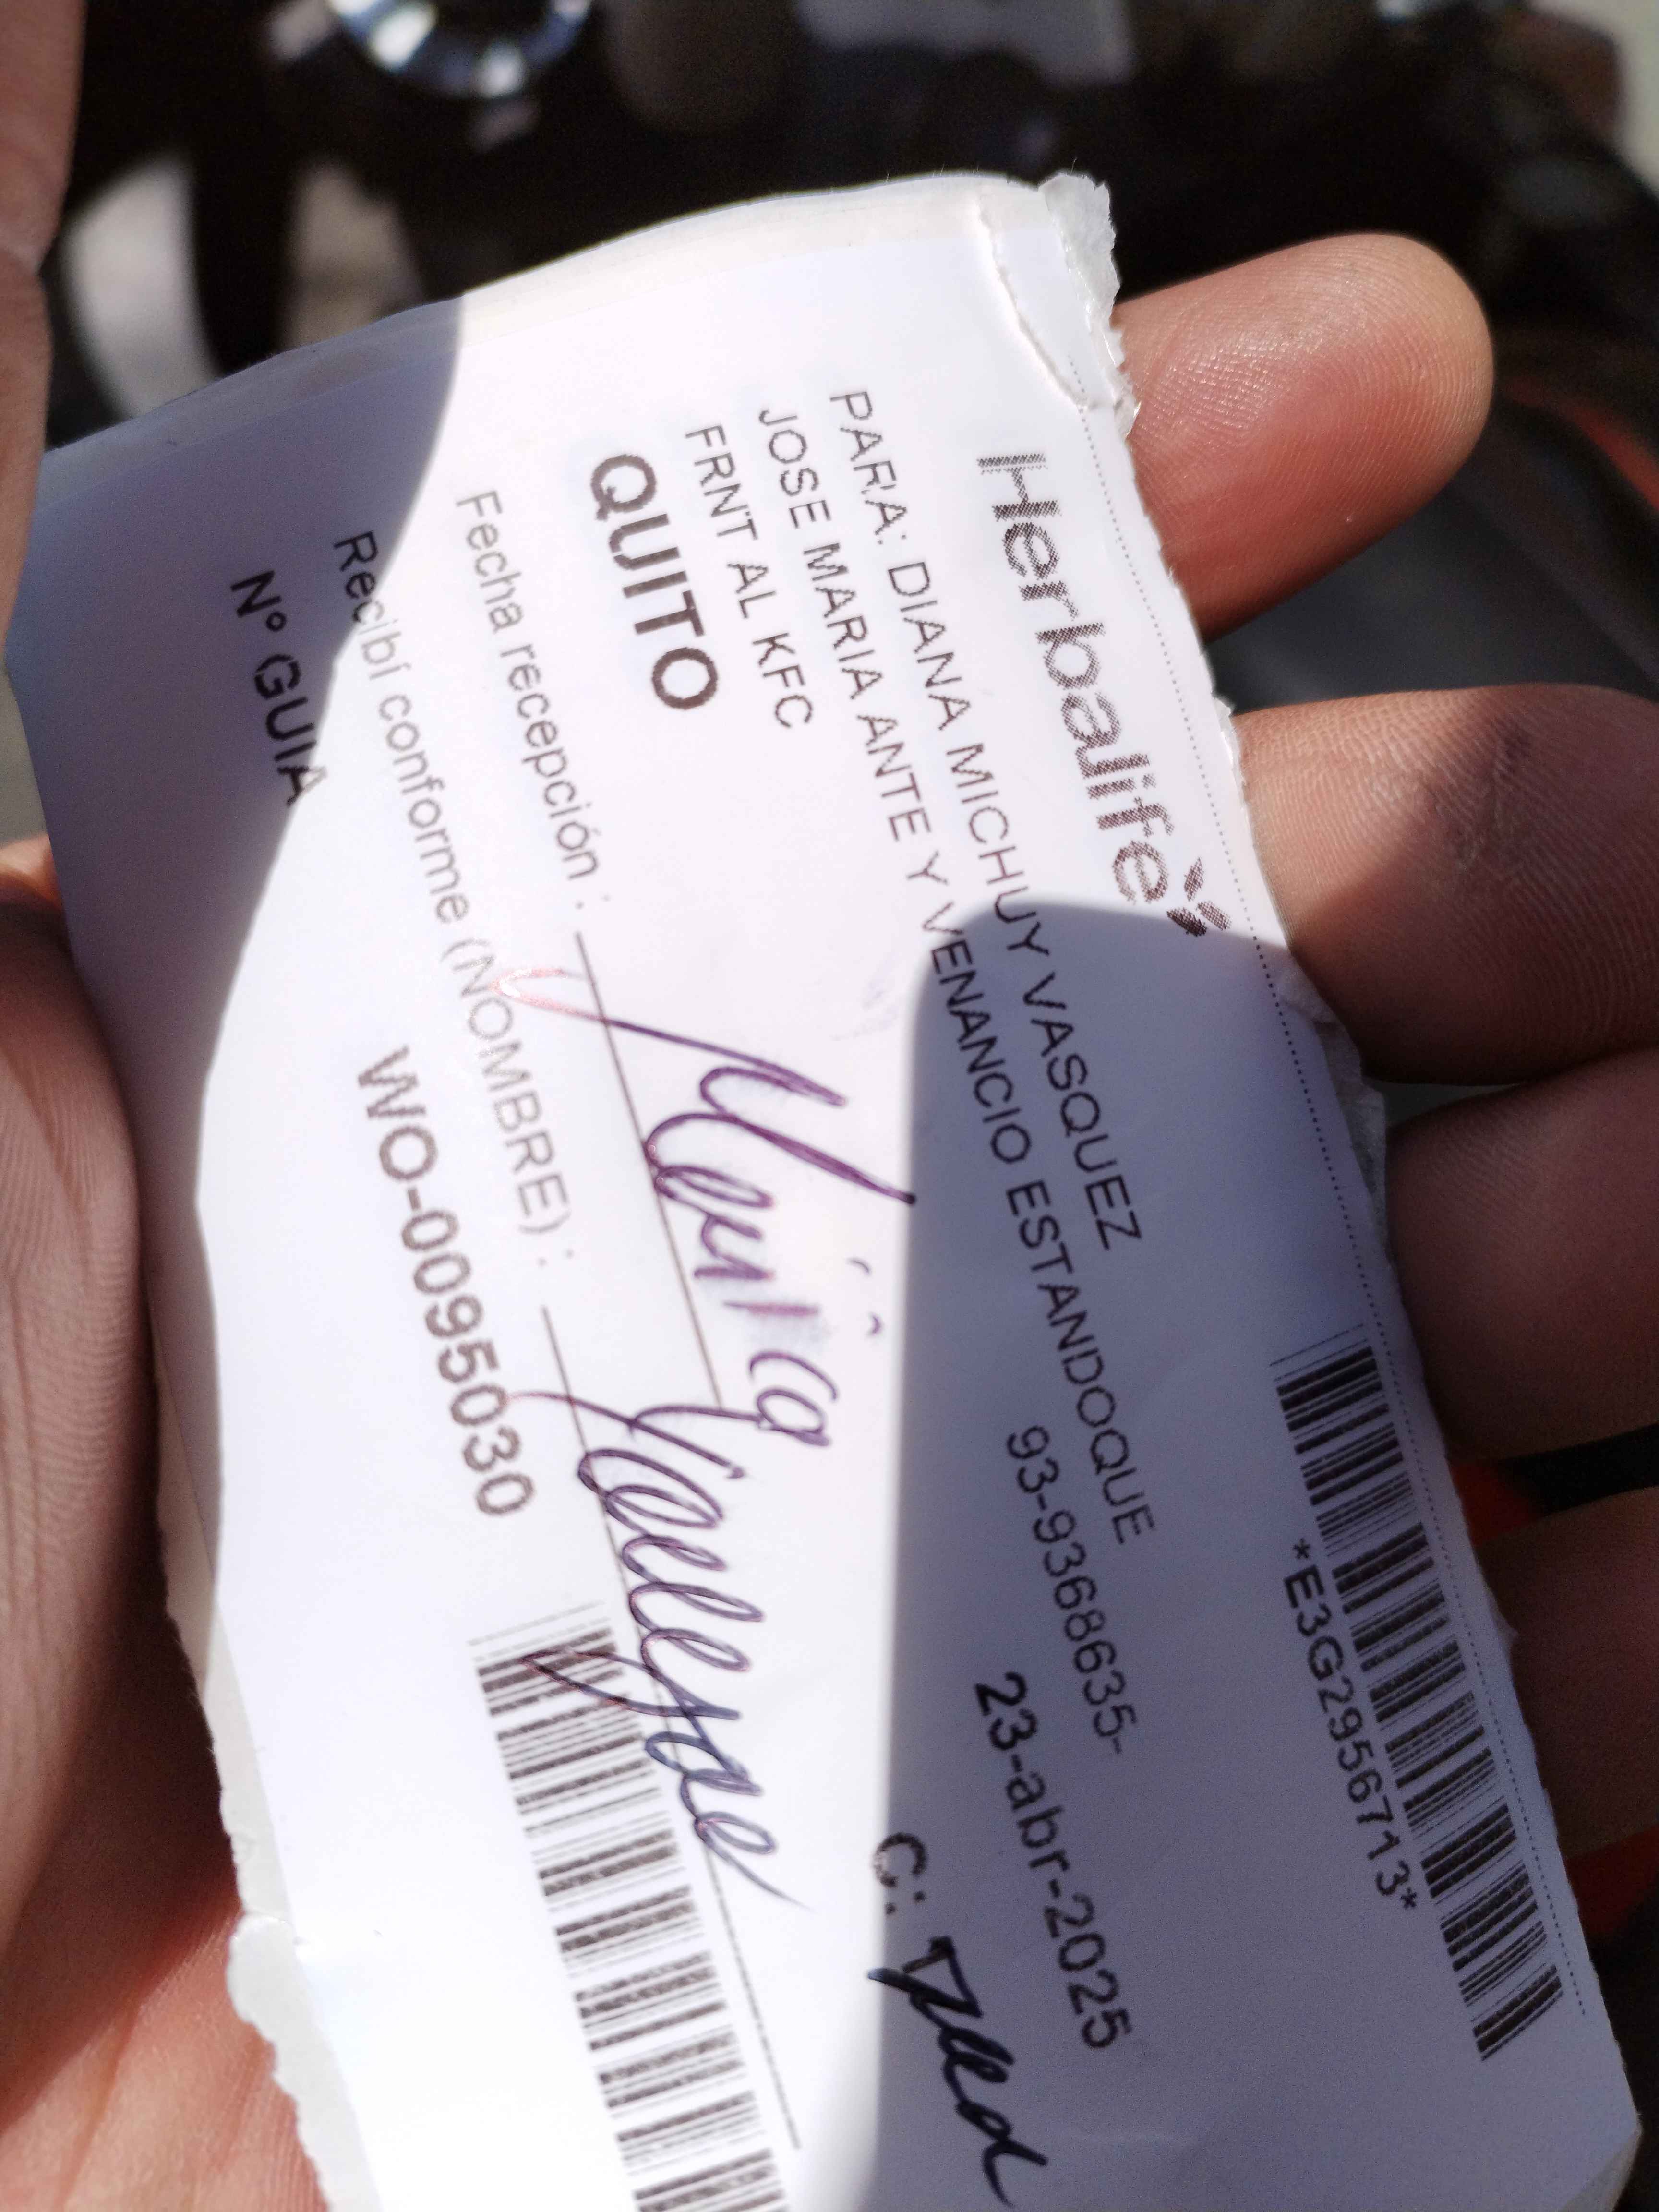 Herbalife
*E3G2956713*
PARA: DIANA MICHUY VASQUEZ
JOSE MARIA ANTE Y VENANCIO ESTANDOQUE
FRNT AL KFC 93-9368635-
QUITO 23-abr-2025
C:
Fecha recepción : Monica
Recibí conforme (NOMBRE) :
Nº GUIA WO-0095030